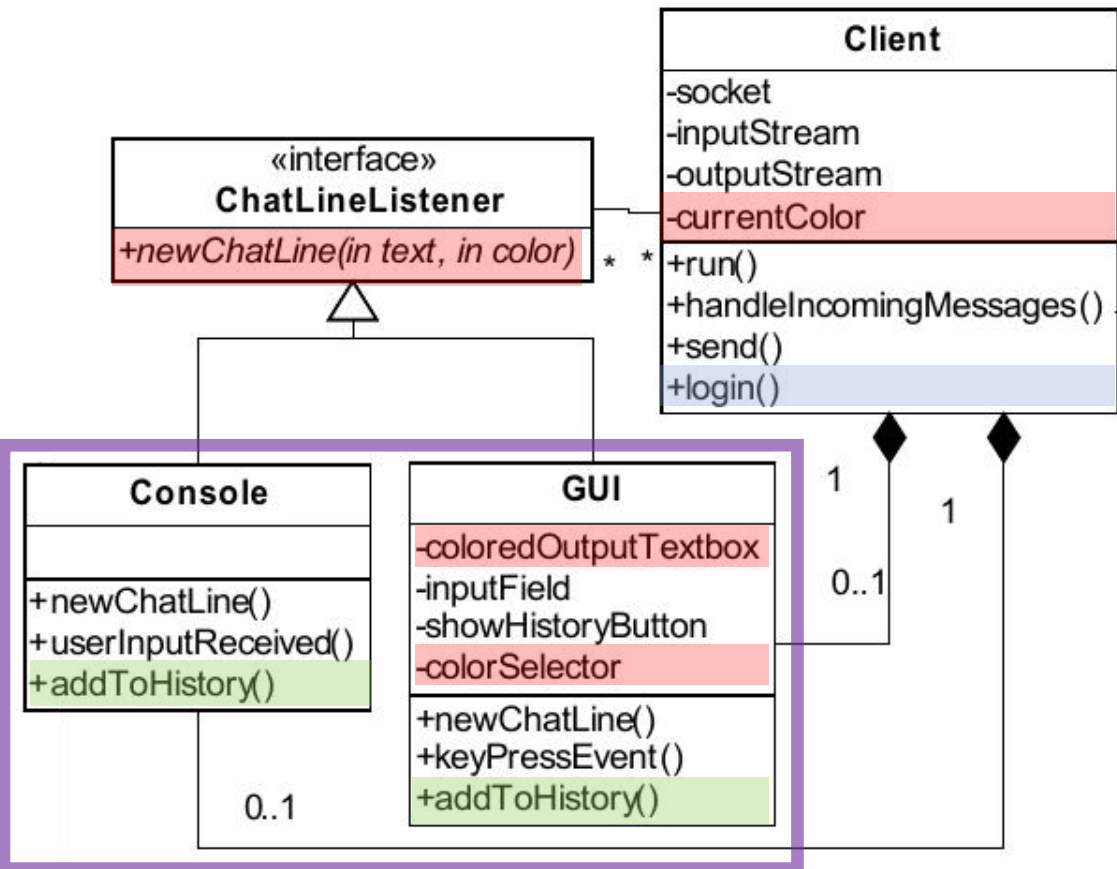 Client
-socket
-inputStream
-outputStream
-currentColor
+run()
+handleIncomingMessages()
+send()
+login()
«interface»
ChatLineListener
+newChatLine(in text, in color)
*
*
Console
+newChatLine()
+userInputReceived()
+addToHistory()
GUI
-coloredOutputTextbox
-inputField
-showHistoryButton
-colorSelector
+newChatLine()
+keyPressEvent()
+addToHistory()
1
1
0..1
0..1